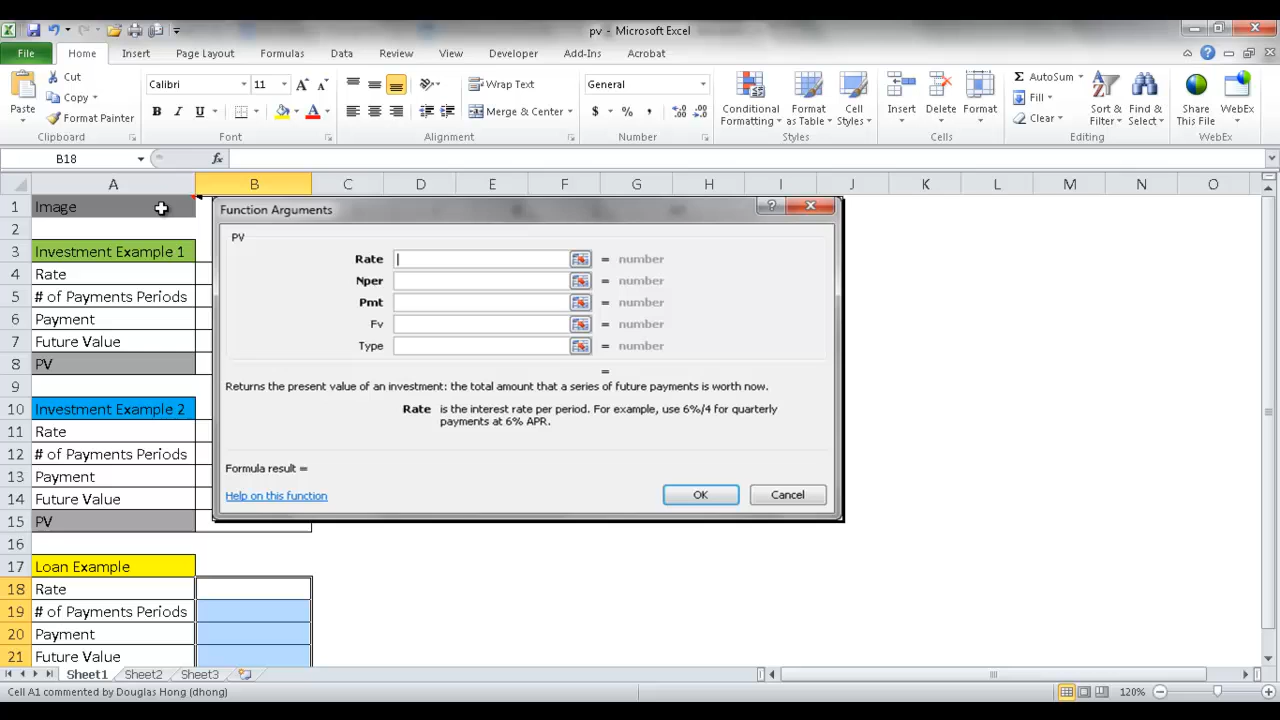 pv - Microsoft Excel
File Home Insert Page Layout Formulas Data Review View Developer Add-Ins Acrobat
Paste
Cut
Copy
Format Painter
Clipboard
Calibri 11
B I U
Font
Wrap Text
Merge & Center
Alignment
General
$ % ,
Number
Conditional Formatting
Format as Table
Cell Styles
Styles
Insert Delete Format
Cells
Σ AutoSum
Fill
Clear
Sort & Filter
Find & Select
Editing
Share This File
WebEx
WebEx
B18 fx
A B C D E F G H I J K L M N O
1 Image
2
3 Investment Example 1
4 Rate
5 # of Payments Periods
6 Payment
7 Future Value
8 PV
9
10 Investment Example 2
11 Rate
12 # of Payments Periods
13 Payment
14 Future Value
15 PV
16
17 Loan Example
18 Rate
19 # of Payments Periods
20 Payment
21 Future Value
Function Arguments
PV
Rate = number
Nper = number
Pmt = number
Fv = number
Type = number
=
Returns the present value of an investment: the total amount that a series of future payments is worth now.
Rate is the interest rate per period. For example, use 6%/4 for quarterly
payments at 6% APR.
Formula result =
Help on this function
OK Cancel
Sheet1 Sheet2 Sheet3
Cell A1 commented by Douglas Hong (dhong)
120%